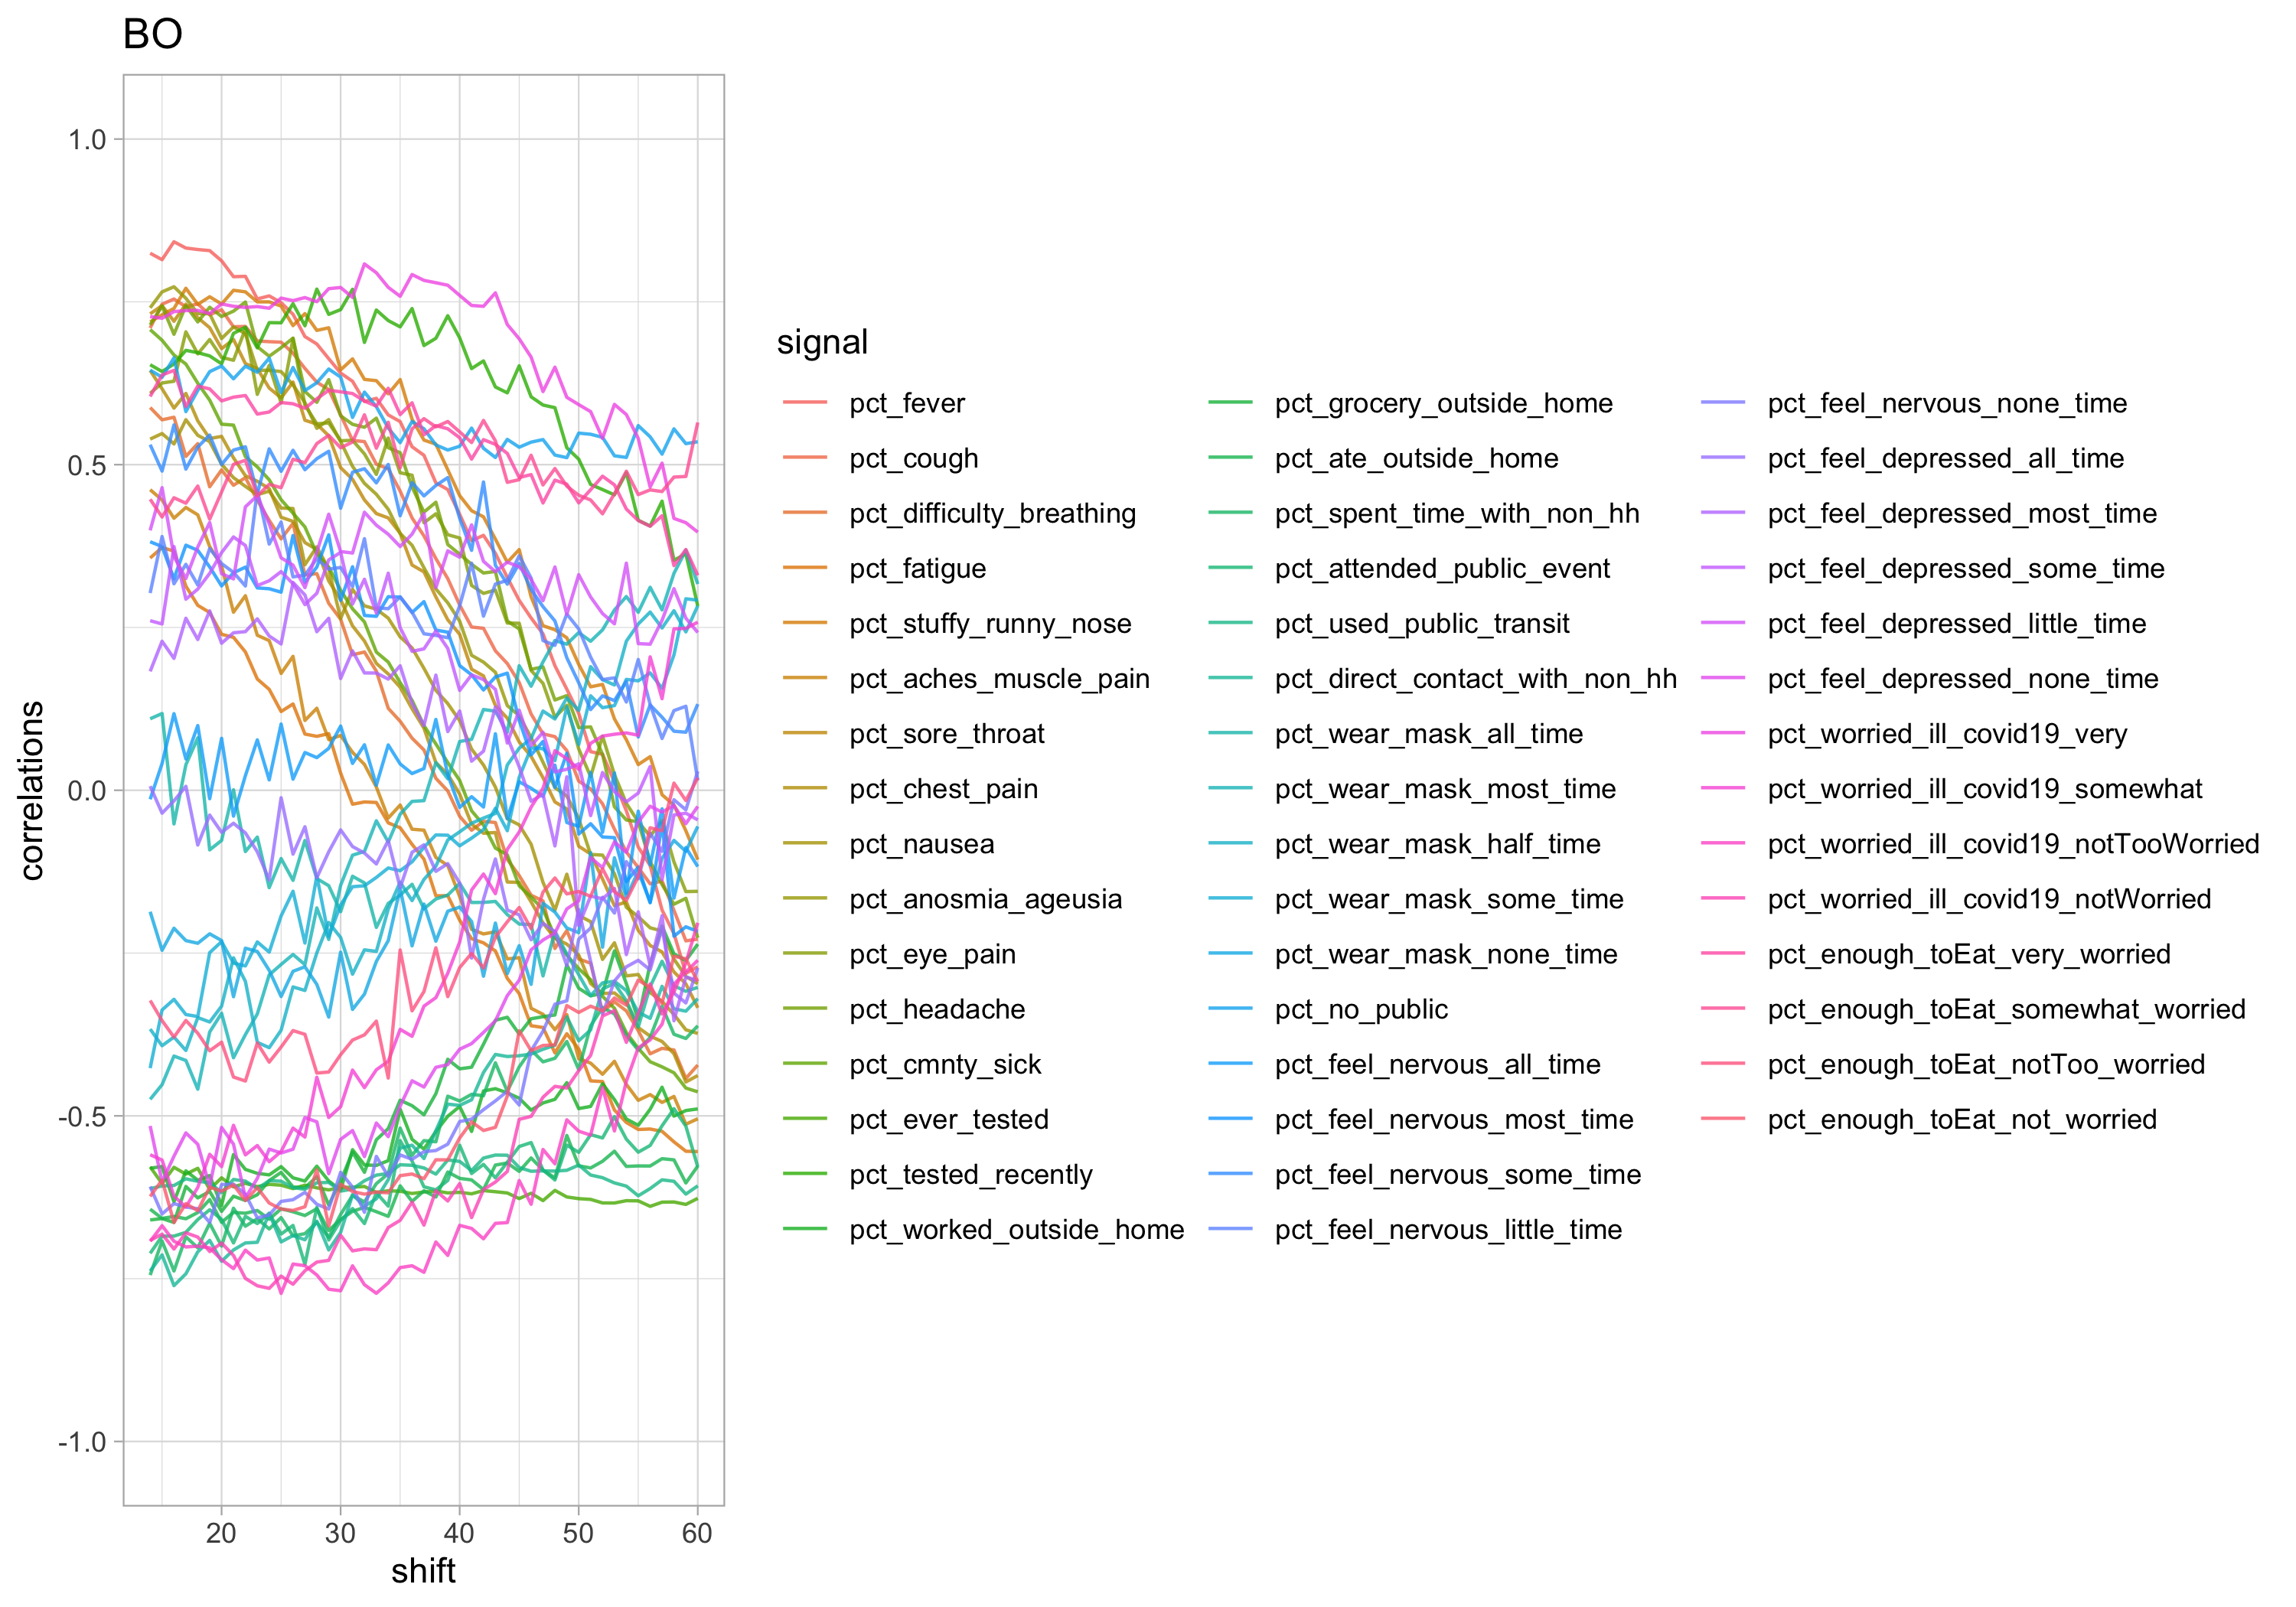 BO
1.0
0.5
0.0
-0.5
-1.0
correlations
20 30 40 50 60
shift
signal
pct_fever
pct_cough
pct_difficulty_breathing
pct_fatigue
pct_stuffy_runny_nose
pct_aches_muscle_pain
pct_sore_throat
pct_chest_pain
pct_nausea
pct_anosmia_ageusia
pct_eye_pain
pct_headache
pct_cmnty_sick
pct_ever_tested
pct_tested_recently
pct_worked_outside_home
pct_grocery_outside_home
pct_ate_outside_home
pct_spent_time_with_non_hh
pct_attended_public_event
pct_used_public_transit
pct_direct_contact_with_non_hh
pct_wear_mask_all_time
pct_wear_mask_most_time
pct_wear_mask_half_time
pct_wear_mask_some_time
pct_wear_mask_none_time
pct_no_public
pct_feel_nervous_all_time
pct_feel_nervous_most_time
pct_feel_nervous_some_time
pct_feel_nervous_little_time
pct_feel_nervous_none_time
pct_feel_depressed_all_time
pct_feel_depressed_most_time
pct_feel_depressed_some_time
pct_feel_depressed_little_time
pct_feel_depressed_none_time
pct_worried_ill_covid19_very
pct_worried_ill_covid19_somewhat
pct_worried_ill_covid19_notTooWorried
pct_worried_ill_covid19_notWorried
pct_enough_toEat_very_worried
pct_enough_toEat_somewhat_worried
pct_enough_toEat_notToo_worried
pct_enough_toEat_not_worried